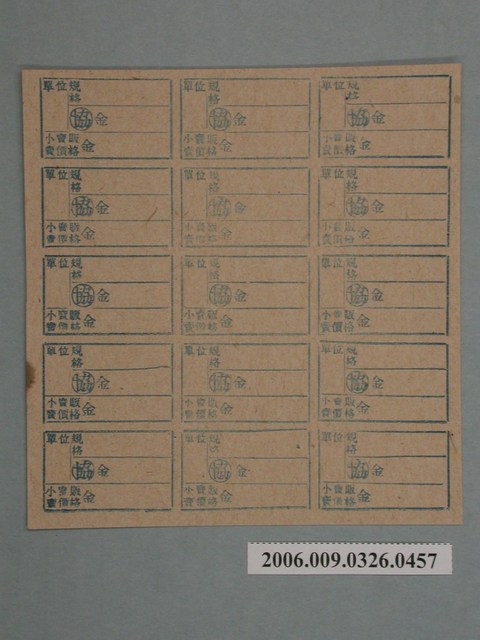 單位規格
協 金
小賣販賣價格 金
單位規格
協 金
小賣販賣價格 金
單位規格
協 金
小賣販賣價格 金
單位規格
協 金
小賣販賣價格 金
單位規格
協 金
小賣販賣價格 金
單位規格
協 金
小賣販賣價格 金
單位規格
協 金
小賣販賣價格 金
單位規格
協 金
小賣販賣價格 金
單位規格
協 金
小賣販賣價格 金
單位規格
協 金
小賣販賣價格 金
單位規格
協 金
小賣販賣價格 金
單位規格
協 金
小賣販賣價格 金
單位規格
協 金
小賣販賣價格 金
單位規格
協 金
小賣販賣價格 金
單位規格
協 金
小賣販賣價格 金
2006.009.0326.0457